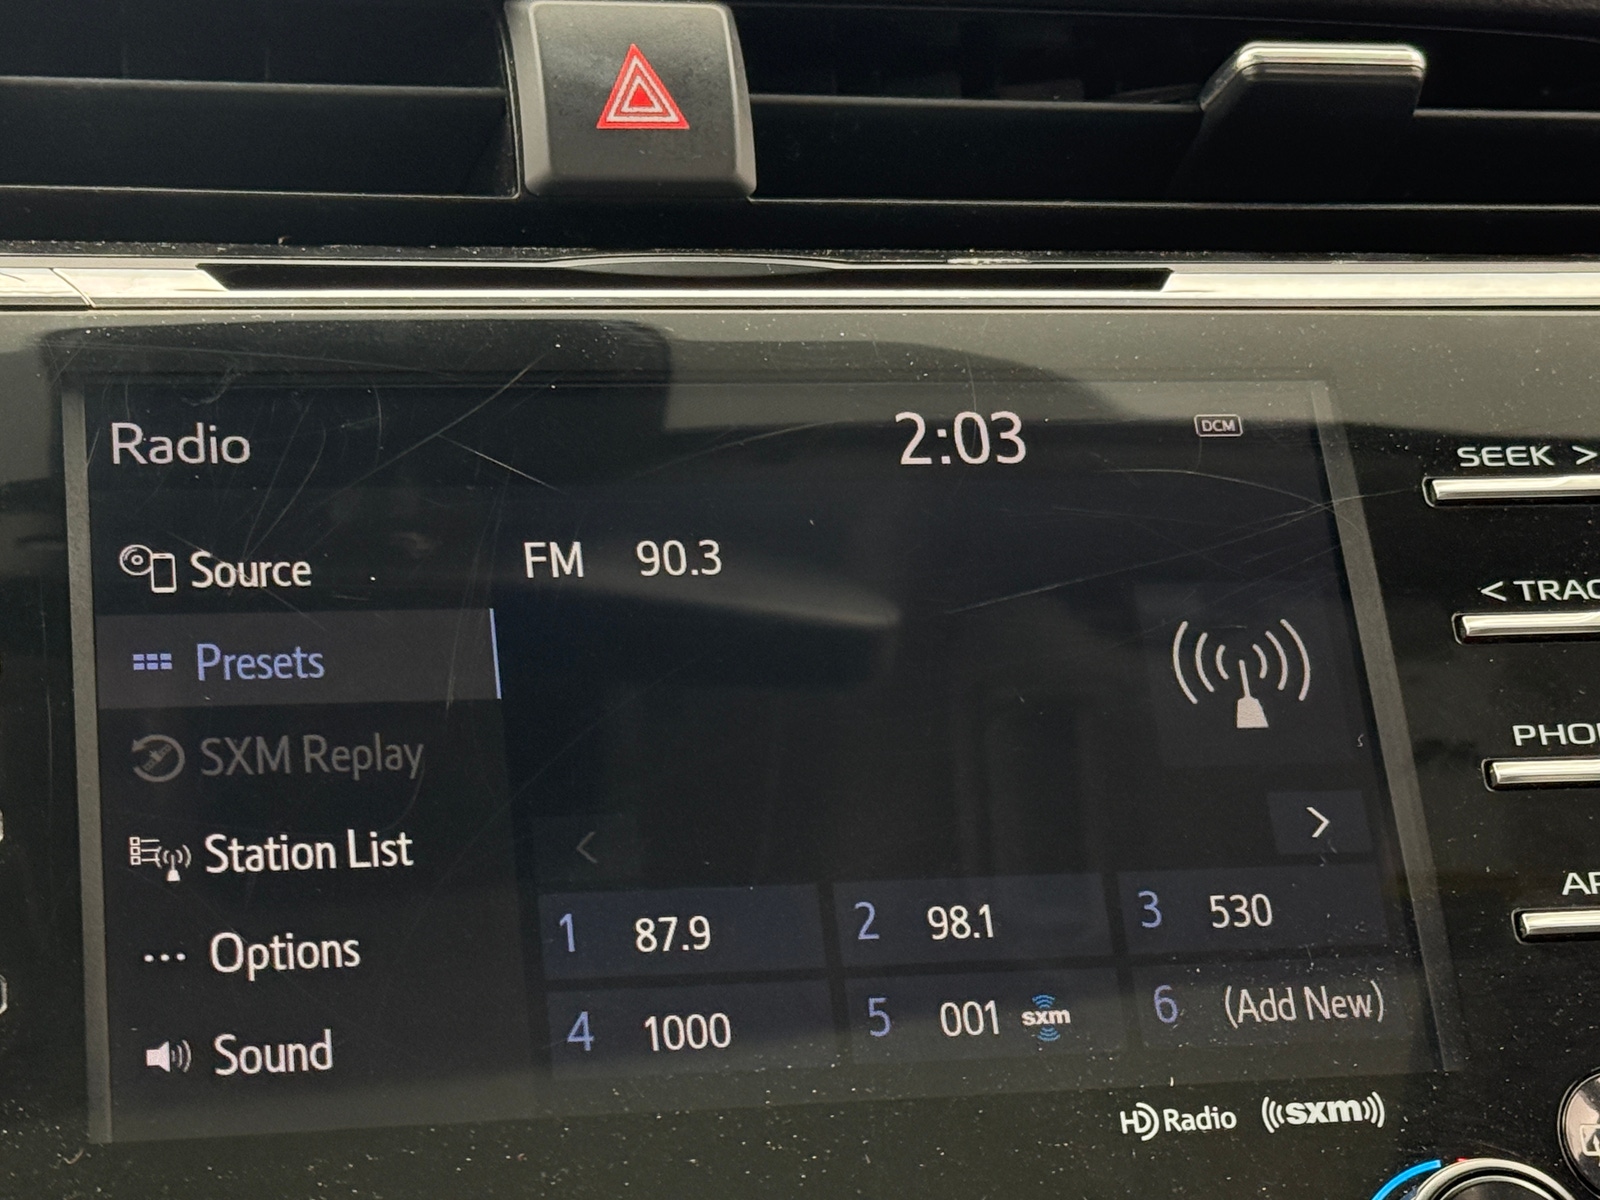 Radio 2:03 DCM
SEEK >
Source FM 90.3
< TRAC
Presets
SXM Replay
PHO
Station List < >
AP
1 87.9 2 98.1 3 530
Options
4 1000 5 001 sxm 6 (Add New)
Sound
HD Radio ((sxm))